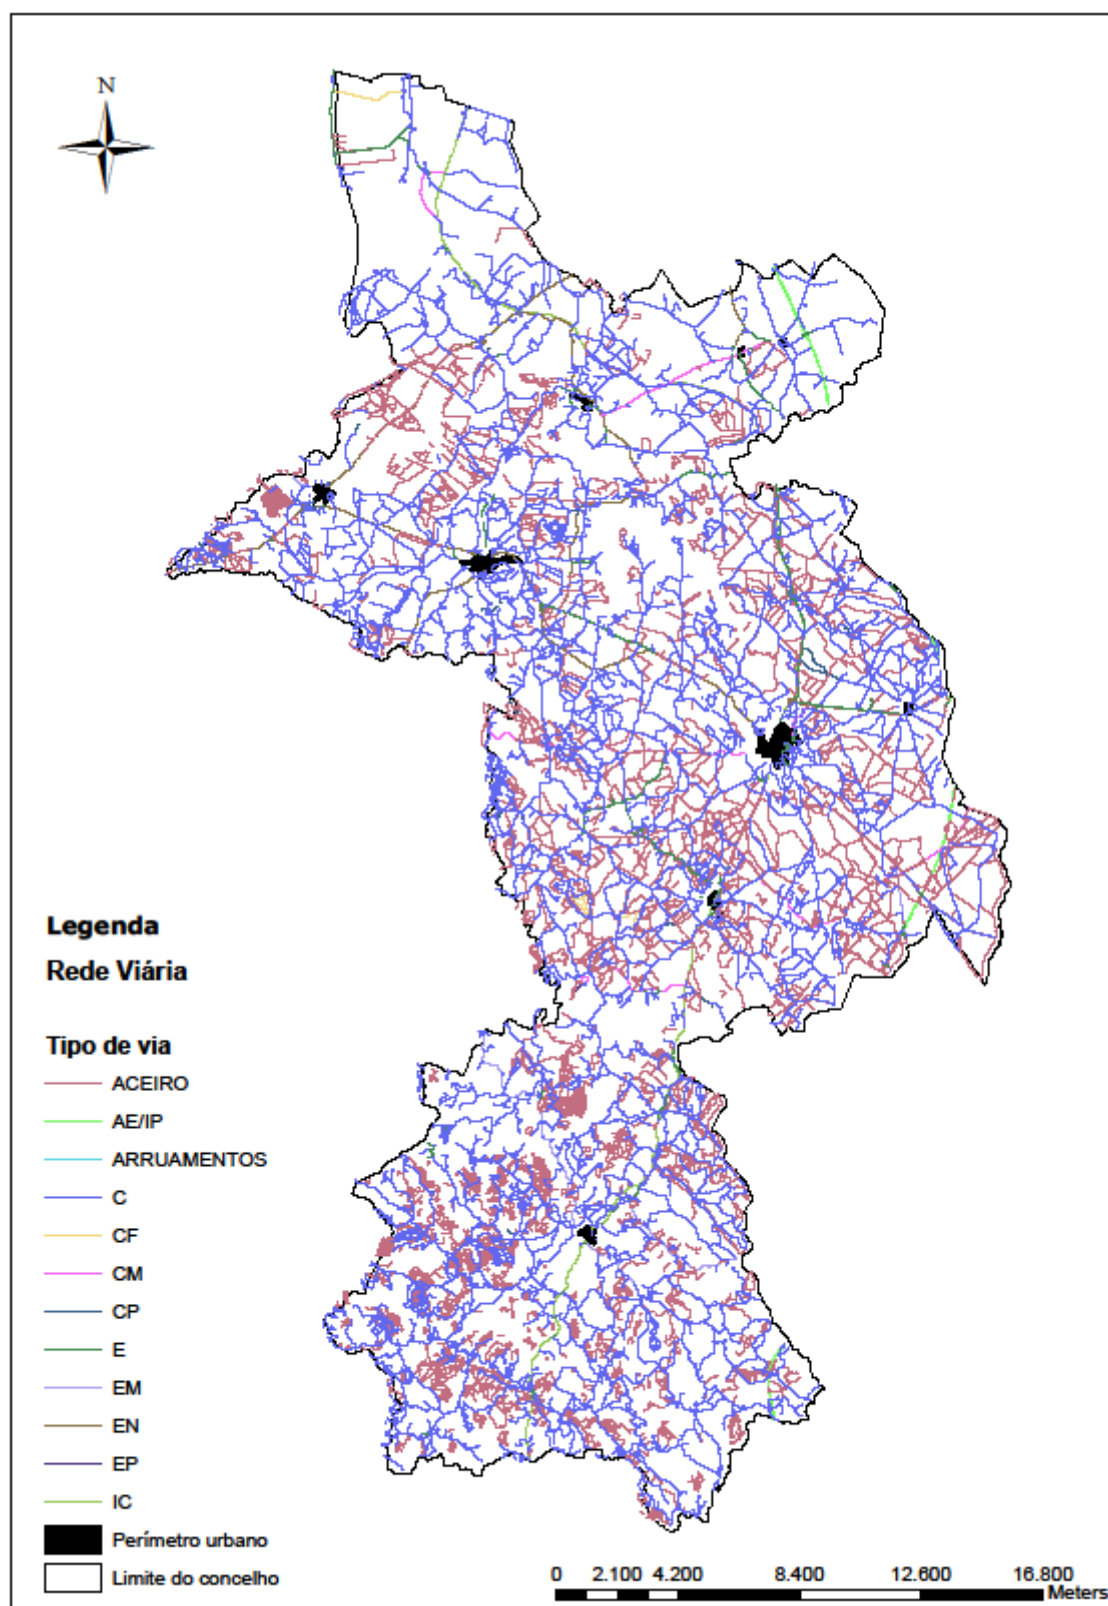 N
Legenda
Rede Viária
Tipo de via
ACEIRO
AE/IP
ARRUAMENTOS
C
CF
CM
CP
E
EM
EN
EP
IC
Perímetro urbano
Limite do concelho
0 2.100 4.200 8.400 12.600 16.800
Meters